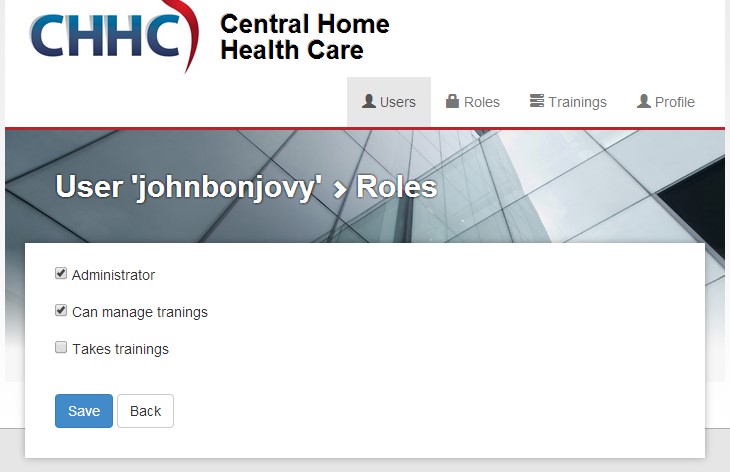 CHHC
Central Home
Health Care
Users Roles Trainings Profile
User 'johnbonjovy' > Roles
Administrator
Can manage tranings
Takes trainings
Save Back